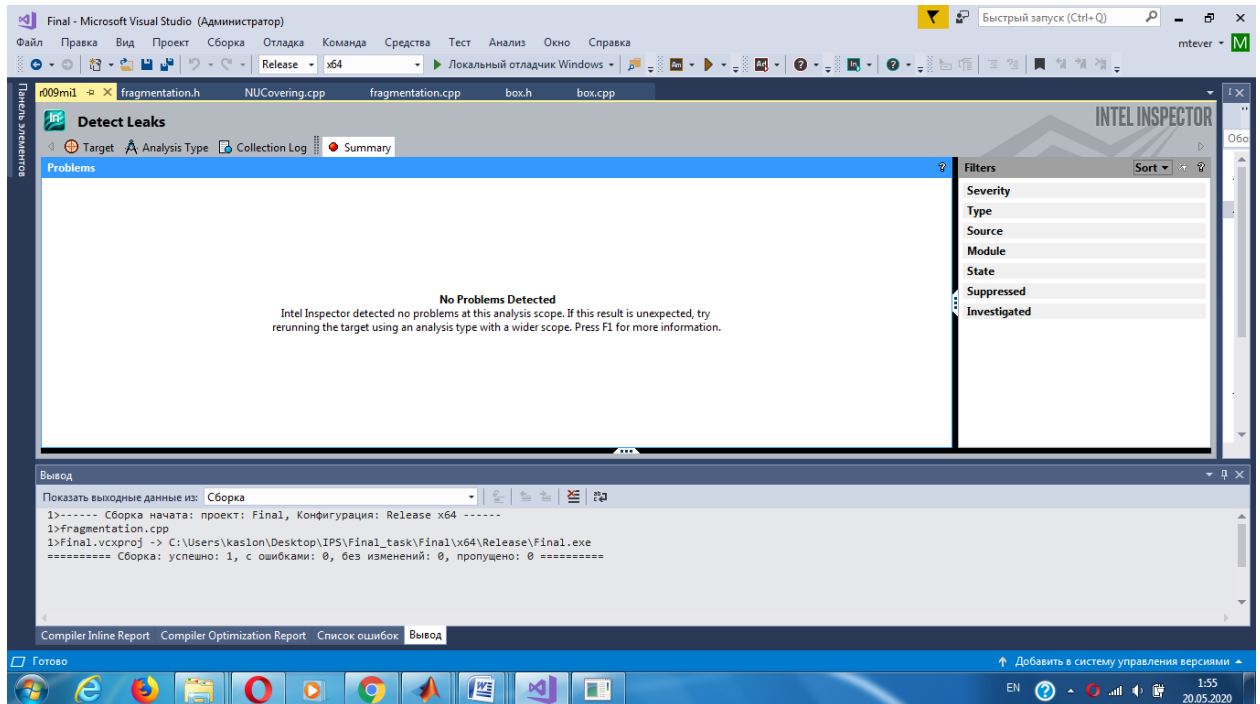 Final - Microsoft Visual Studio (Администратор)
Быстрый запуск (Ctrl+Q)
Файл Правка Вид Проект Сборка Отладка Команда Средства Тест Анализ Окно Справка
mtever
M
Release x64 Локальный отладчик Windows
Панель элементов
r009mi1 fragmentation.h NUCovering.cpp fragmentation.cpp box.h box.cpp
Detect Leaks
INTEL INSPECTOR
Target Analysis Type Collection Log Summary
Problems
Filters Sort
Severity
Type
Source
Module
State
Suppressed
Investigated
No Problems Detected
Intel Inspector detected no problems at this analysis scope. If this result is unexpected, try
rerunning the target using an analysis type with a wider scope. Press F1 for more information.
Вывод
Показать выходные данные из: Сборка
1>------ Сборка начата: проект: Final, Конфигурация: Release x64 ------
1>fragmentation.cpp
1>Final.vcxproj -> C:\Users\kaslon\Desktop\IPS\Final_task\Final\x64\Release\Final.exe
========== Сборка: успешно: 1, с ошибками: 0, без изменений: 0, пропущено: 0 ==========
Compiler Inline Report Compiler Optimization Report Список ошибок Вывод
Готово
Добавить в систему управления версиями
EN
1:55
20.05.2020